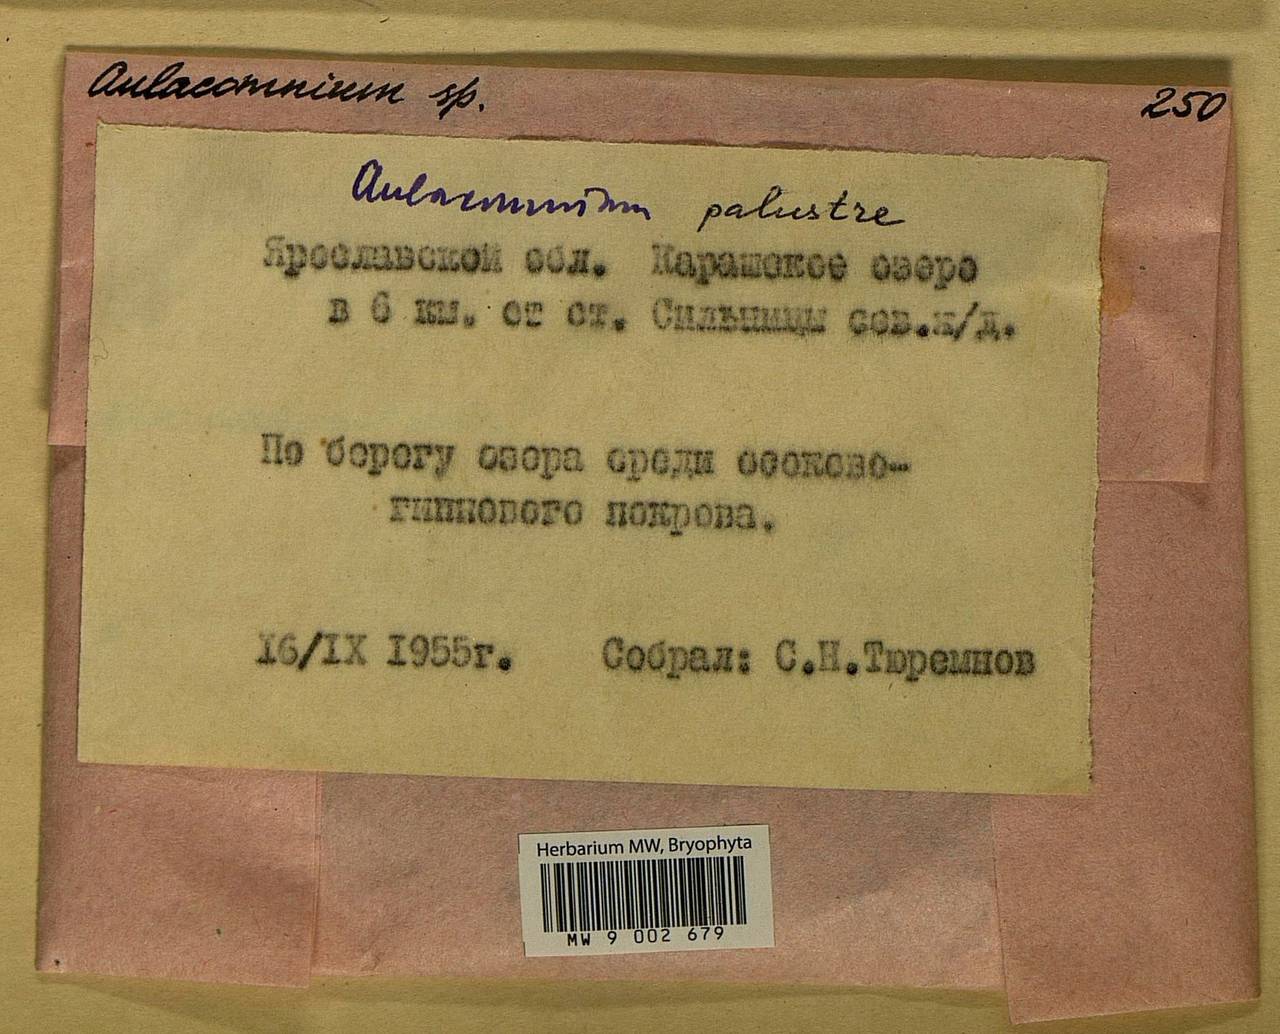 Aulacomnium sp.
250
Aulacomnium palustre
Ярославской обл. Карашское озеро
в 6 км. от ст. Сильницы сев.ж/д.
По берегу озера среди осоково-
гипнового покрова.
16/IX 1955г. Собрал: С.Н.Тюремнов
Herbarium MW, Bryophyta
MW 9 002 679